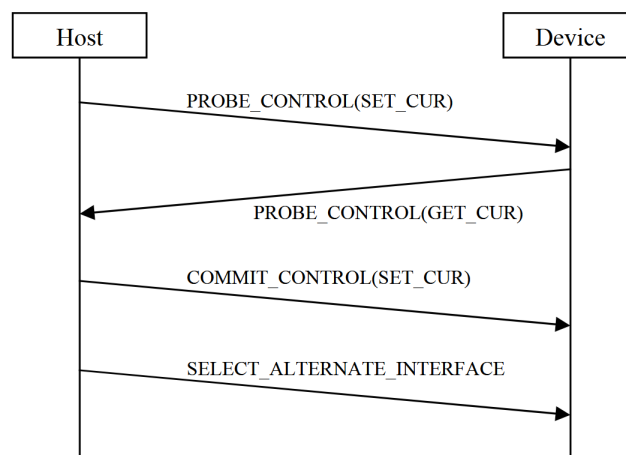 Host
Device
PROBE_CONTROL(SET_CUR)
PROBE_CONTROL(GET_CUR)
COMMIT_CONTROL(SET_CUR)
SELECT_ALTERNATE_INTERFACE